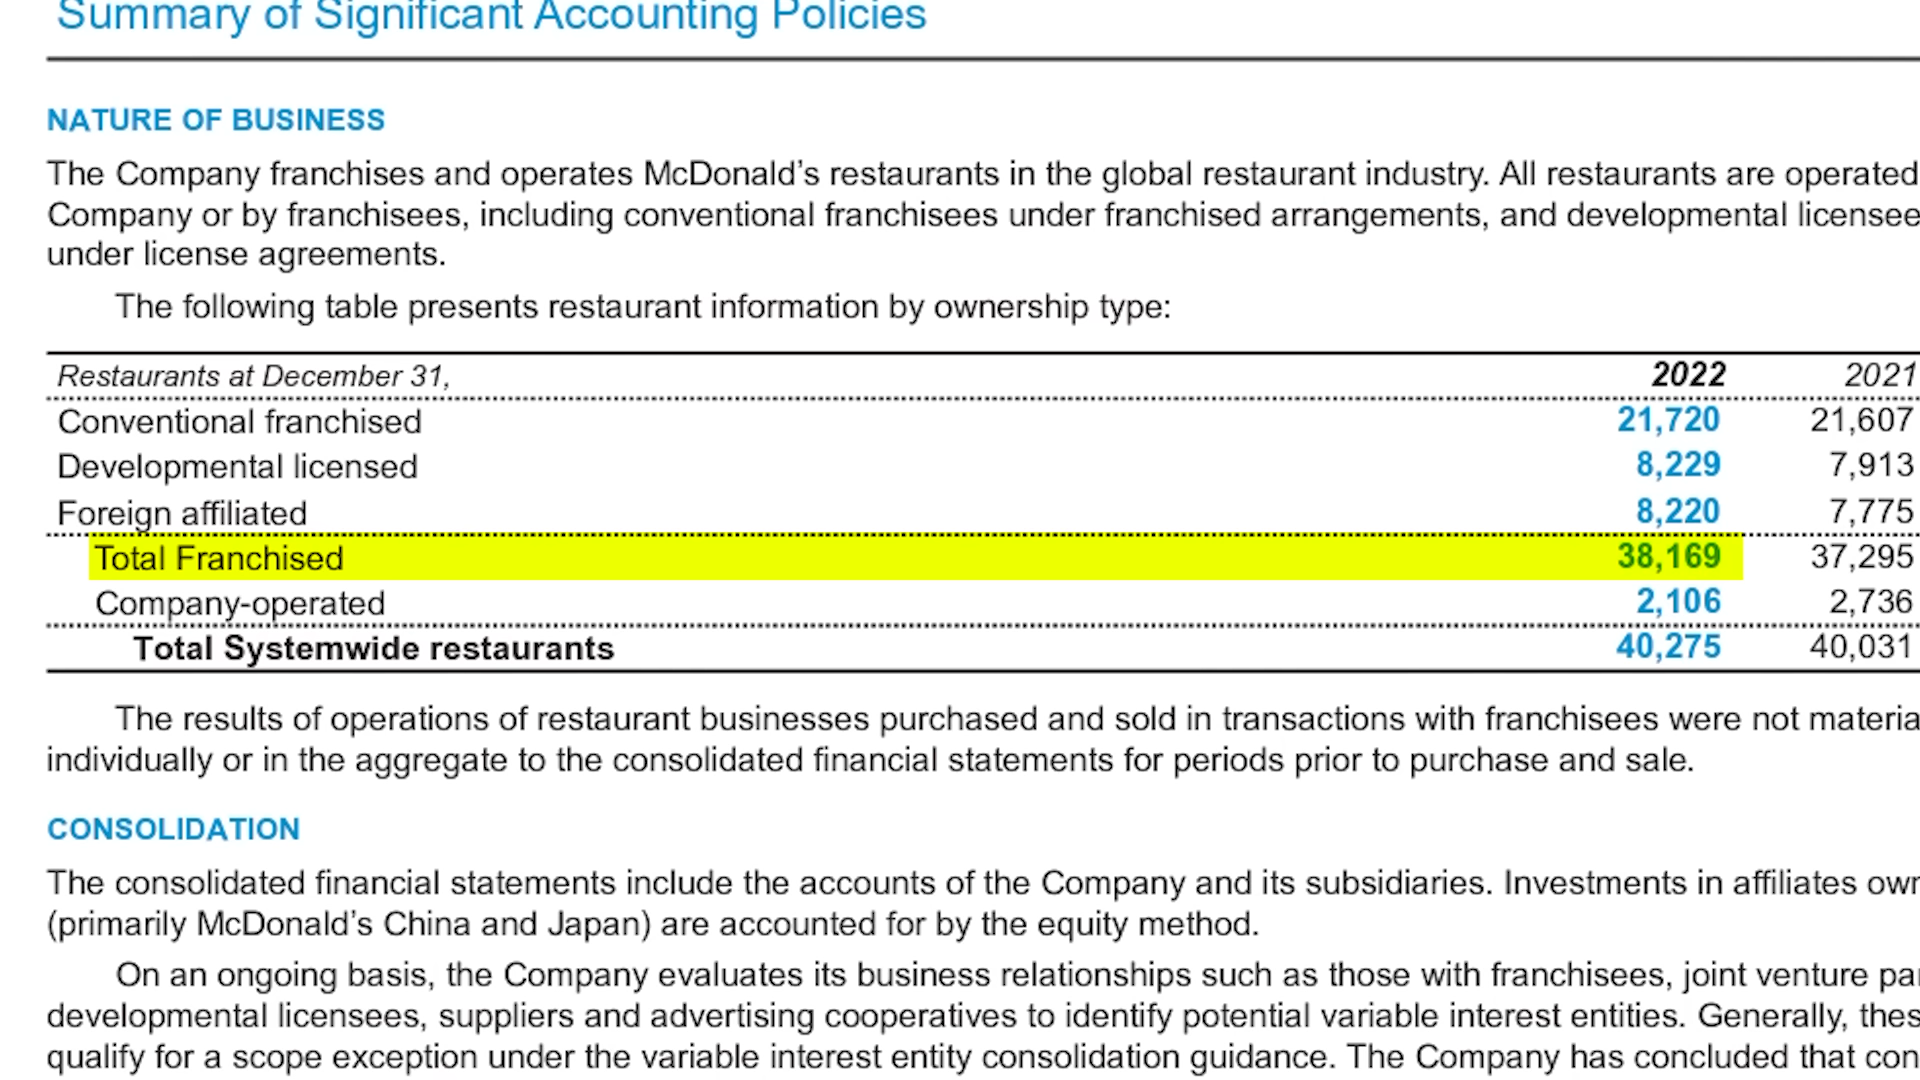 Summary of Significant Accounting Policies
NATURE OF BUSINESS
The Company franchises and operates McDonald's restaurants in the global restaurant industry. All restaurants are operated
Company or by franchisees, including conventional franchisees under franchised arrangements, and developmental licensee
under license agreements.
The following table presents restaurant information by ownership type:
Restaurants at December 31, 2022 2021
Conventional franchised 21,720 21,607
Developmental licensed 8,229 7,913
Foreign affiliated 8,220 7,775
Total Franchised 38,169 37,295
Company-operated 2,106 2,736
Total Systemwide restaurants 40,275 40,031
The results of operations of restaurant businesses purchased and sold in transactions with franchisees were not materia
individually or in the aggregate to the consolidated financial statements for periods prior to purchase and sale.
CONSOLIDATION
The consolidated financial statements include the accounts of the Company and its subsidiaries. Investments in affiliates own
(primarily McDonald's China and Japan) are accounted for by the equity method.
On an ongoing basis, the Company evaluates its business relationships such as those with franchisees, joint venture pa
developmental licensees, suppliers and advertising cooperatives to identify potential variable interest entities. Generally, thes
qualify for a scope exception under the variable interest entity consolidation guidance. The Company has concluded that con